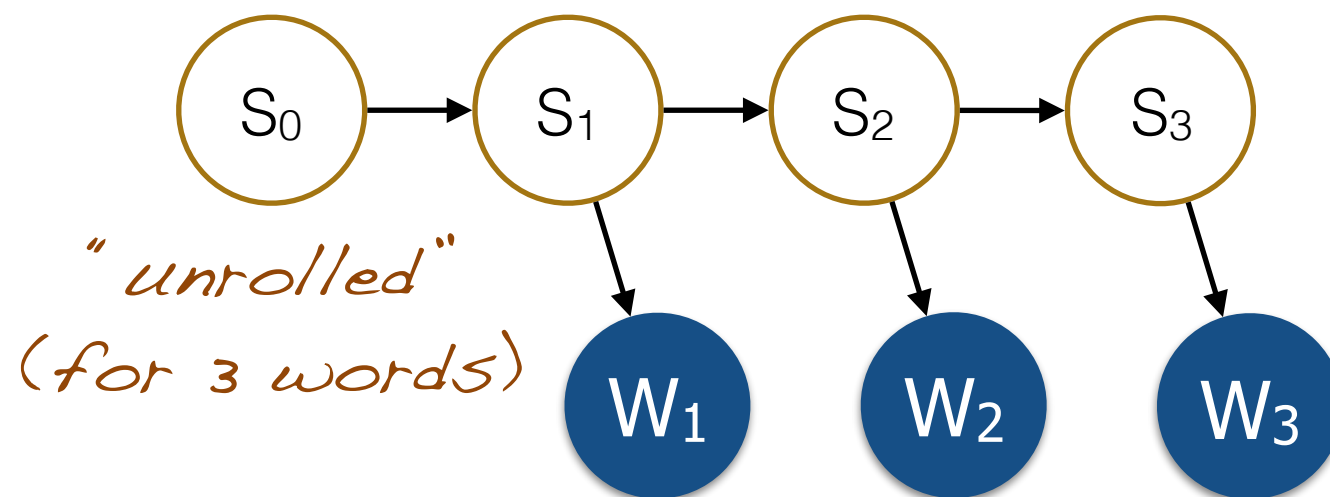 S₀ S₁ S₂ S₃
“unrolled”
(for 3 words)
W₁ W₂ W₃